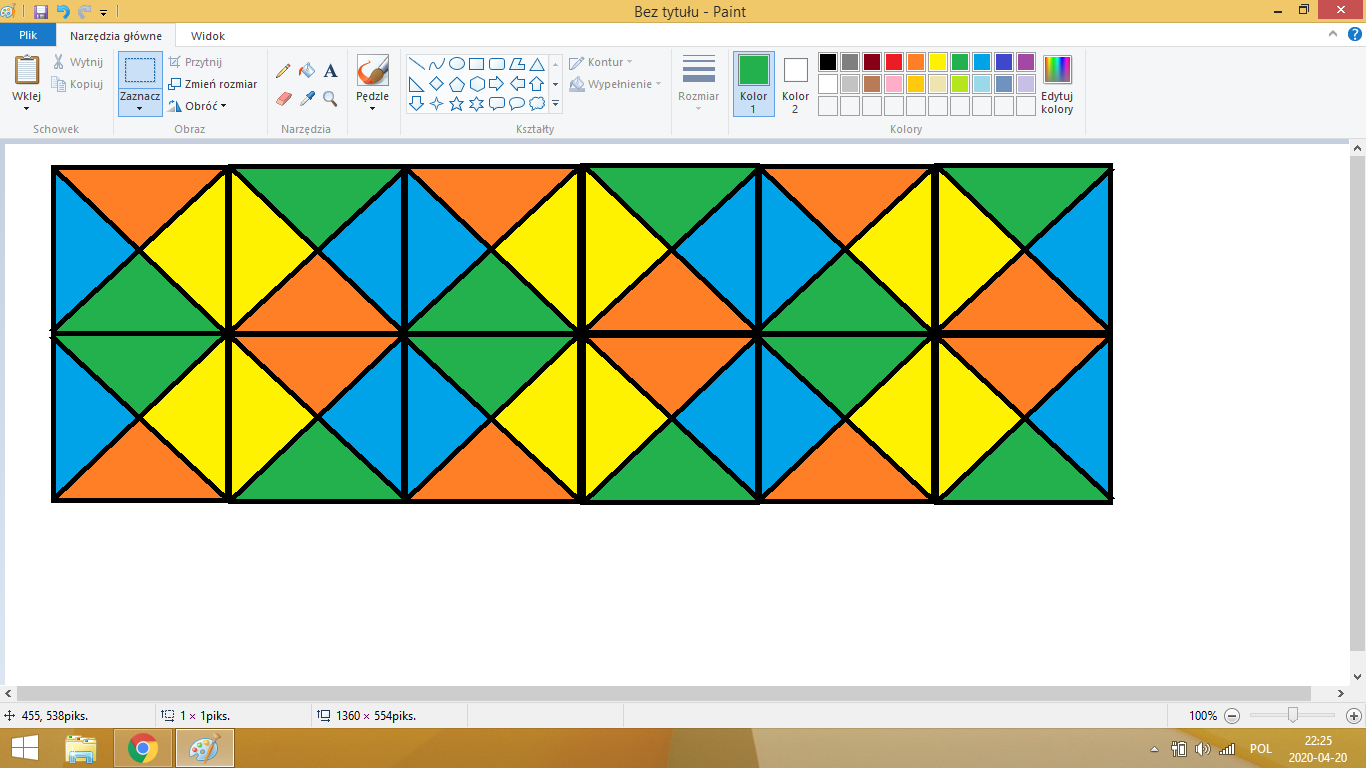 Bez tytułu - Paint
Plik Narzędzia główne Widok
Wklej
Wytnij
Kopiuj
Schowek
Zaznacz
Przytnij
Zmień rozmiar
Obróć
Obraz
A
Narzędzia
Pędzle
Kontur
Wypełnienie
Kształty
Rozmiar
Kolor
1
Kolor
2
Edytuj
kolory
Kolory
455, 538piks. 1 × 1piks. 1360 × 554piks. 100%
POL
22:25
2020-04-20